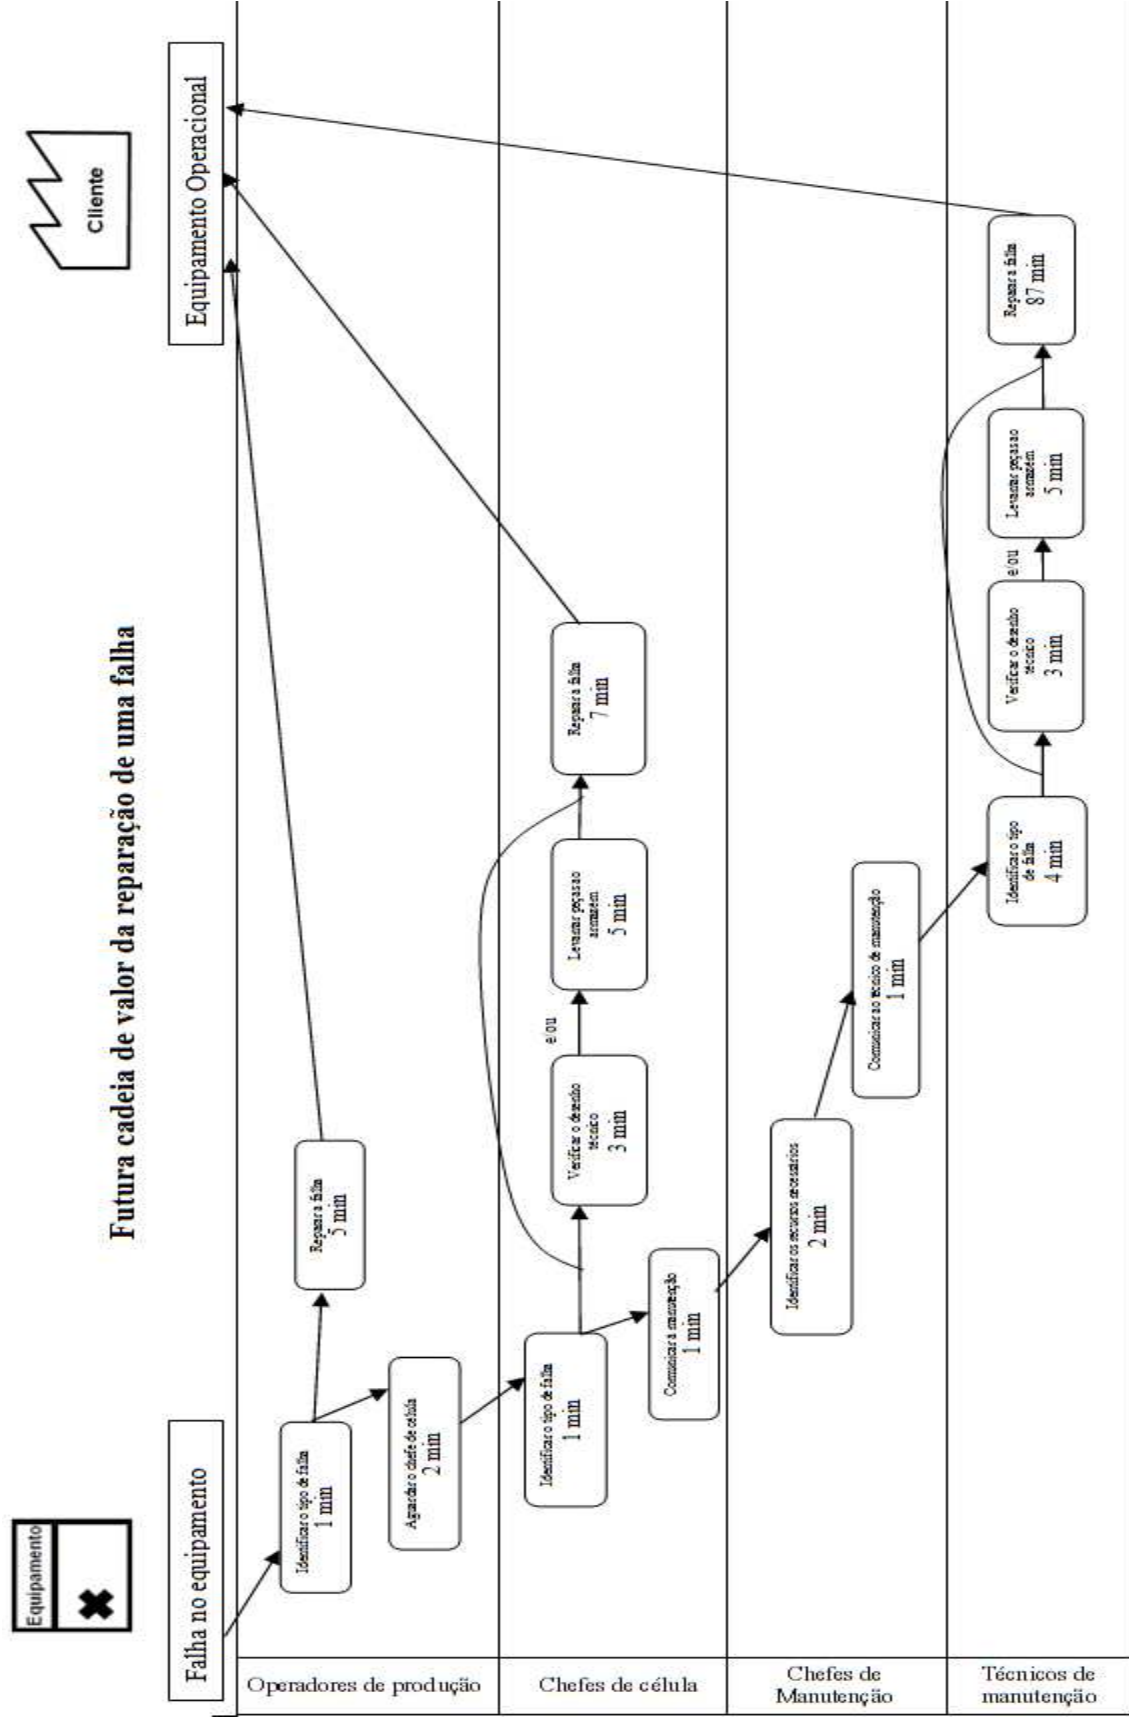 Futura cadeia de valor da reparação de uma falha
Equipamento
Cliente
Falha no equipamento
Equipamento Operacional
Operadores de produção
Identificar o tipo de falha
1 min
Reparar a falha
5 min
Aguardar o chefe de célula
2 min
Chefes de célula
Identificar o tipo de falha
1 min
Verificar o desenho
técnico
3 min
e/ou
Levantar peças ao
armazém
5 min
Reparar a falha
7 min
Comunicar à manutenção
1 min
Chefes de
Manutenção
Identificar os recursos necessários
2 min
Comunicar ao técnico de manutenção
1 min
Técnicos de
manutenção
Identificar o tipo
de falha
4 min
Verificar o desenho
técnico
3 min
e/ou
Levantar peças ao
armazém
5 min
Reparar a falha
87 min